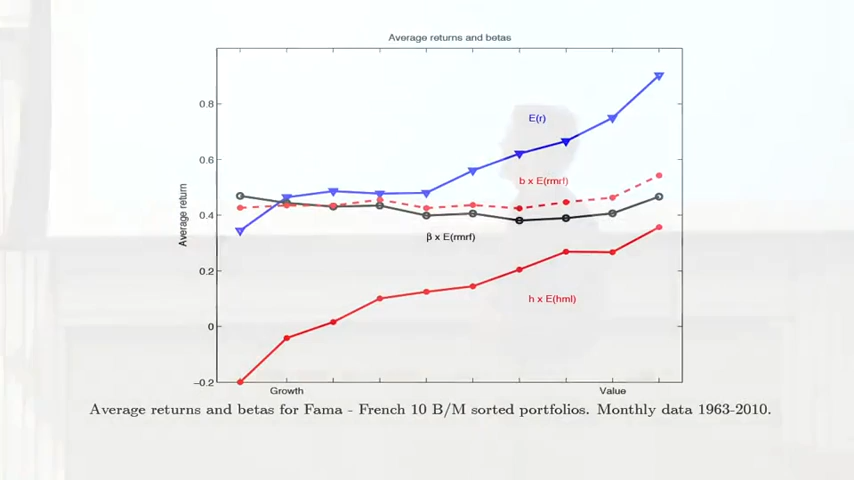 Average returns and betas
0.8
E(r)
0.6
b x E(rmrf)
0.4
β x E(rmrf)
0.2
h x E(hml)
0
−0.2
Average return
Growth
Value
Average returns and betas for Fama - French 10 B/M sorted portfolios. Monthly data 1963-2010.